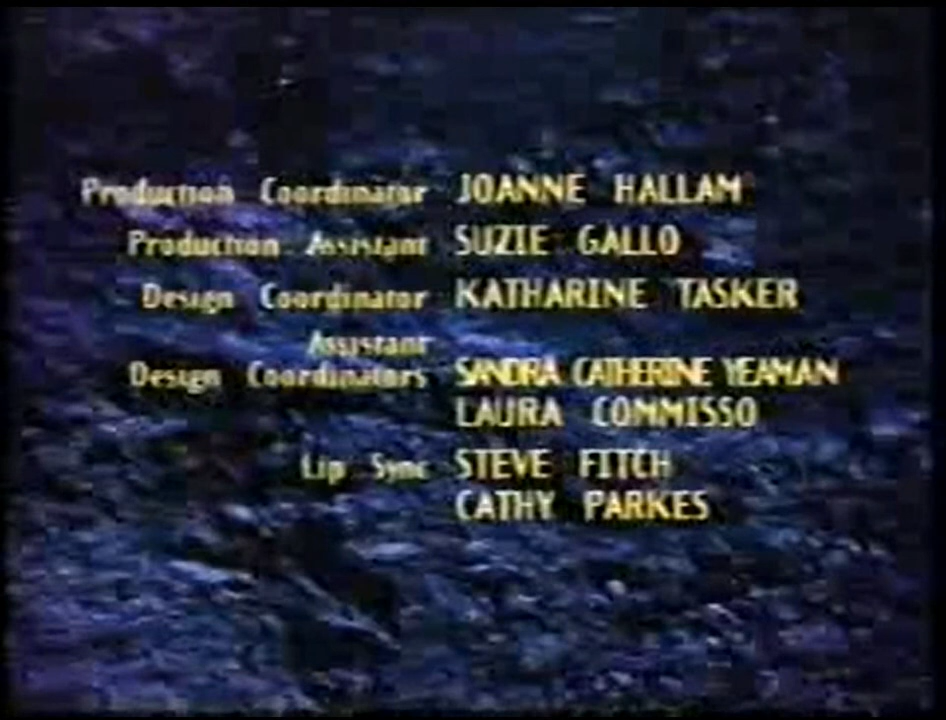 Production Coordinator JOANNE HALLAM
Production Assistant SUZIE GALLO
Design Coordinator KATHARINE TASKER
Assistant
Design Coordinators SANDRA CATHERINE YEAMAN
LAURA COMMISSO
Lip Sync STEVE FITCH
CATHY PARKES